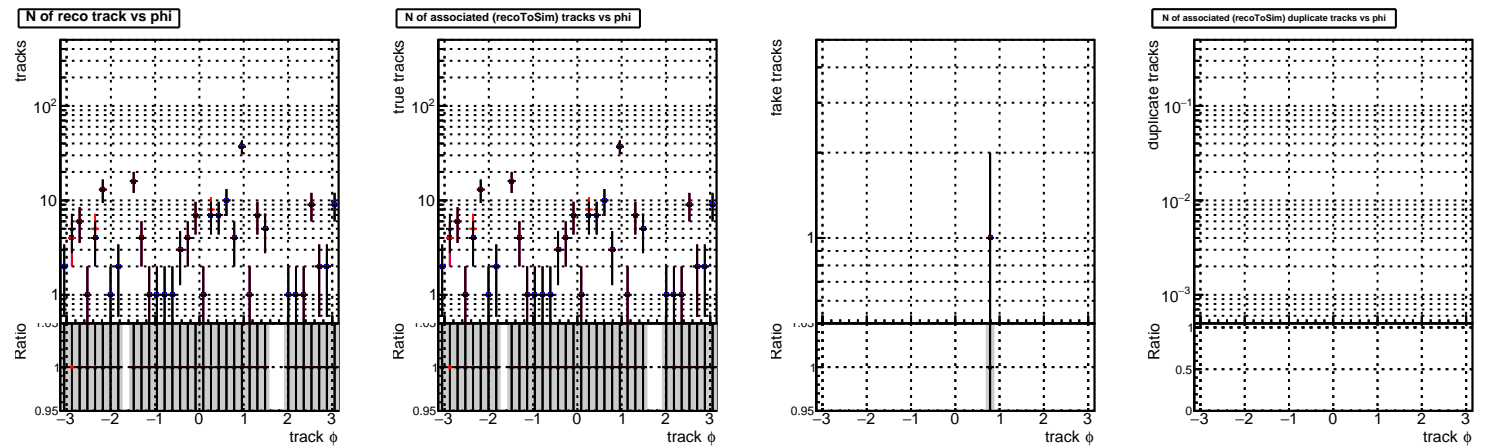 N of reco track vs phi
tracks
10²
10
1
Ratio
1.05
1
0.95
−3 −2 −1 0 1 2 3
track ϕ
N of associated (recoToSim) tracks vs phi
true tracks
10²
10
1
Ratio
1.05
1
0.95
−3 −2 −1 0 1 2 3
track ϕ
fake tracks
1
Ratio
1.05
1
0.95
−3 −2 −1 0 1 2 3
track ϕ
N of associated (recoToSim) duplicate tracks vs phi
duplicate tracks
10⁻¹
10⁻²
10⁻³
Ratio
1
0.5
0
−3 −2 −1 0 1 2 3
track ϕ